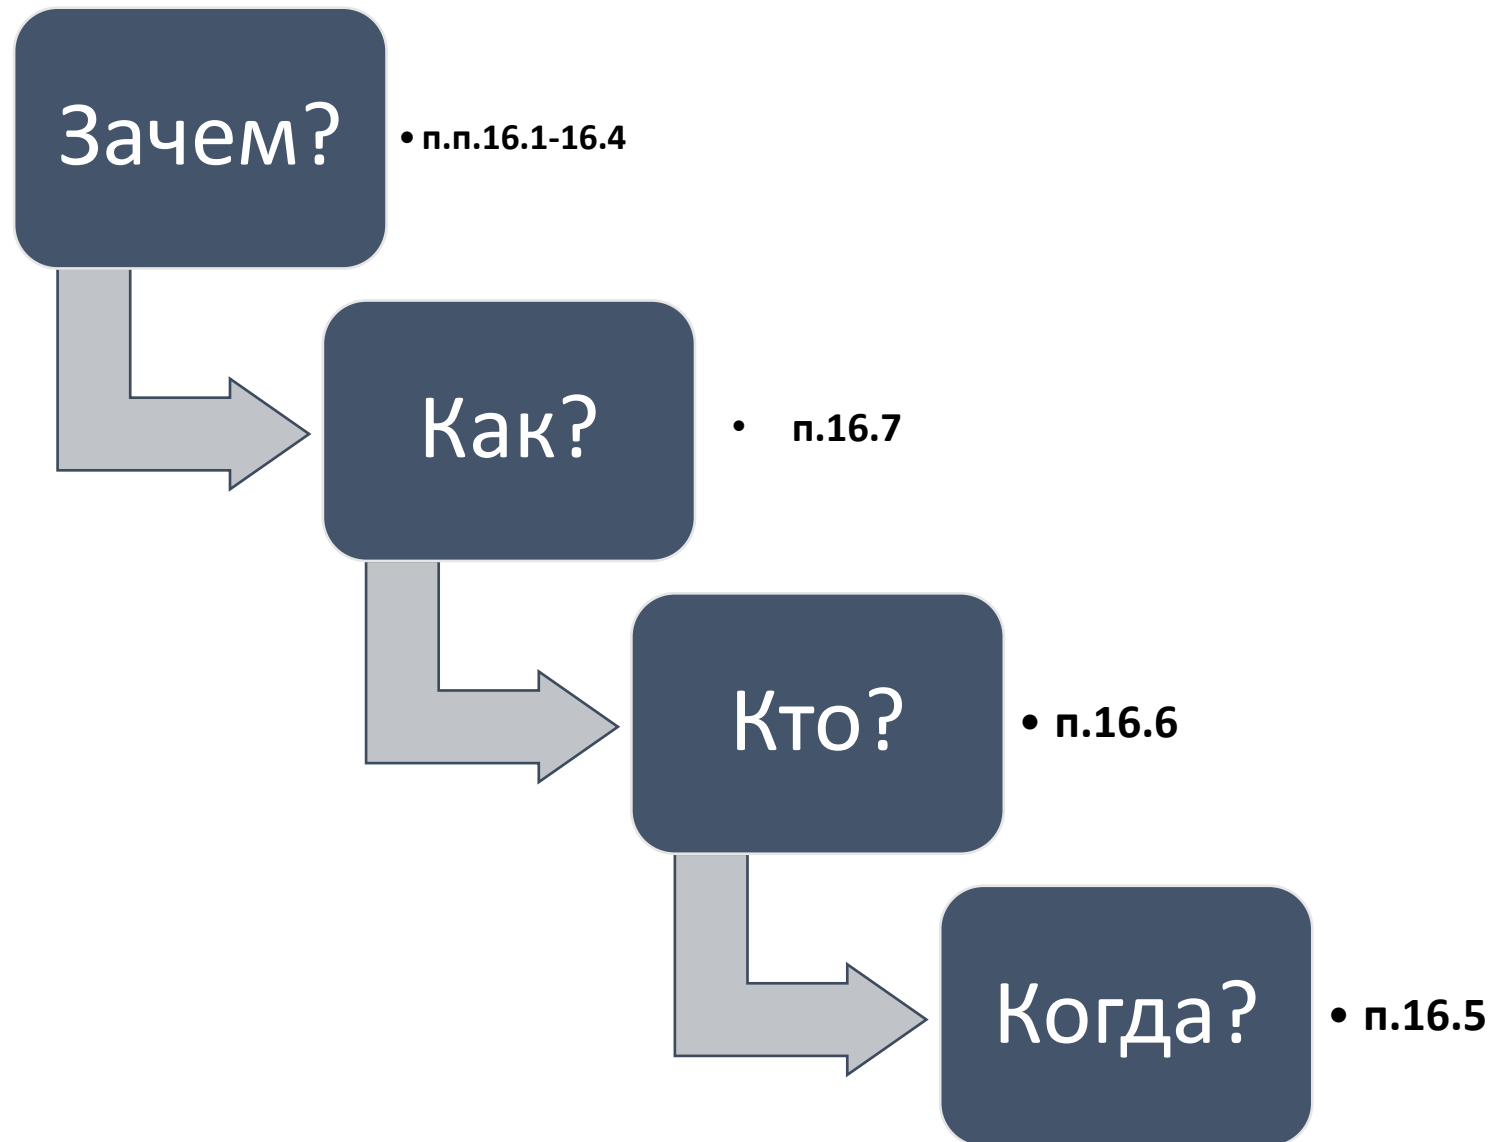 Зачем?
• п.п.16.1-16.4
Как?
• п.16.7
Кто?
• п.16.6
Когда?
• п.16.5